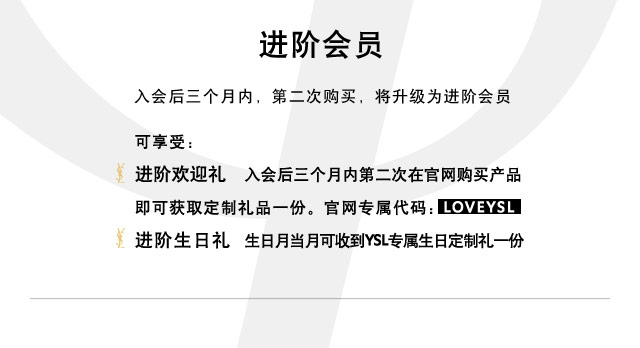 进阶会员
入会后三个月内，第二次购买，将升级为进阶会员
可享受：
进阶欢迎礼 入会后三个月内第二次在官网购买产品
即可获取定制礼品一份。官网专属代码：LOVEYSL
进阶生日礼 生日月当月可收到YSL专属生日定制礼一份